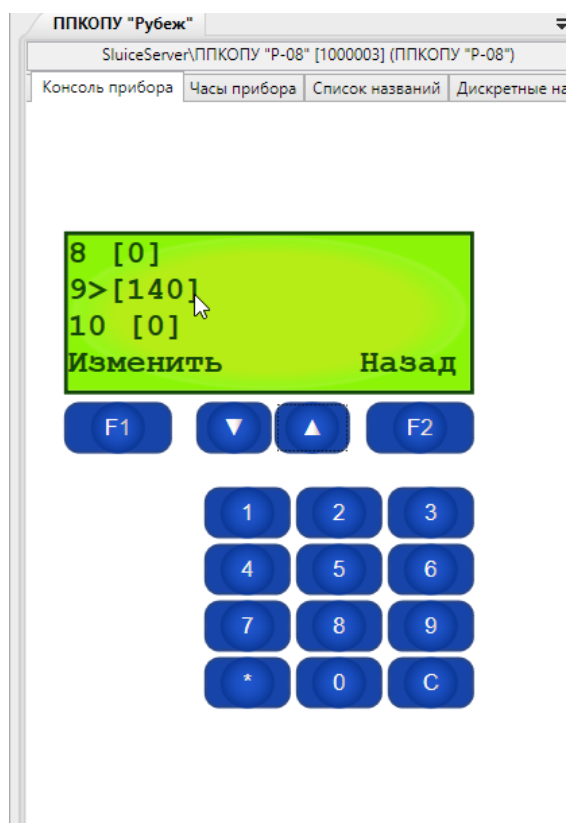 ППКОПУ "Рубеж"
SluiceServer\ППКОПУ "Р-08" [1000003] (ППКОПУ "Р-08")
Консоль прибора Часы прибора Список названий Дискретные на
8 [0]
9>[140]
10 [0]
Изменить Назад
F1 ▼ ▲ F2
1 2 3
4 5 6
7 8 9
* 0 C